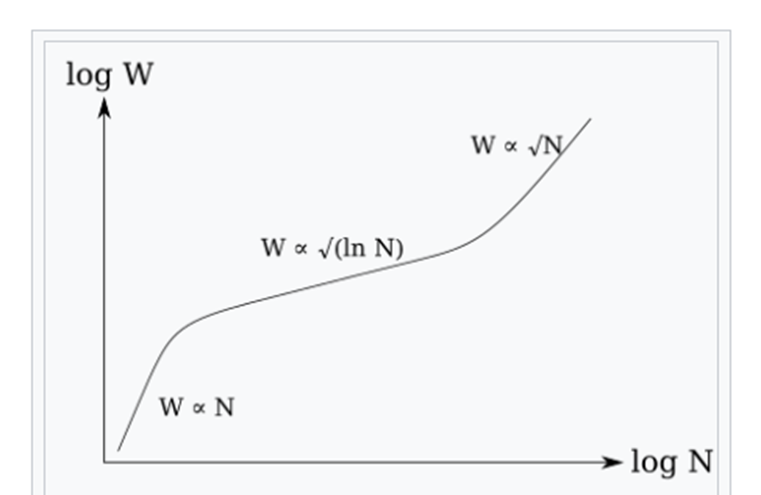 log W
W ∝ √N
W ∝ √(ln N)
W ∝ N
log N